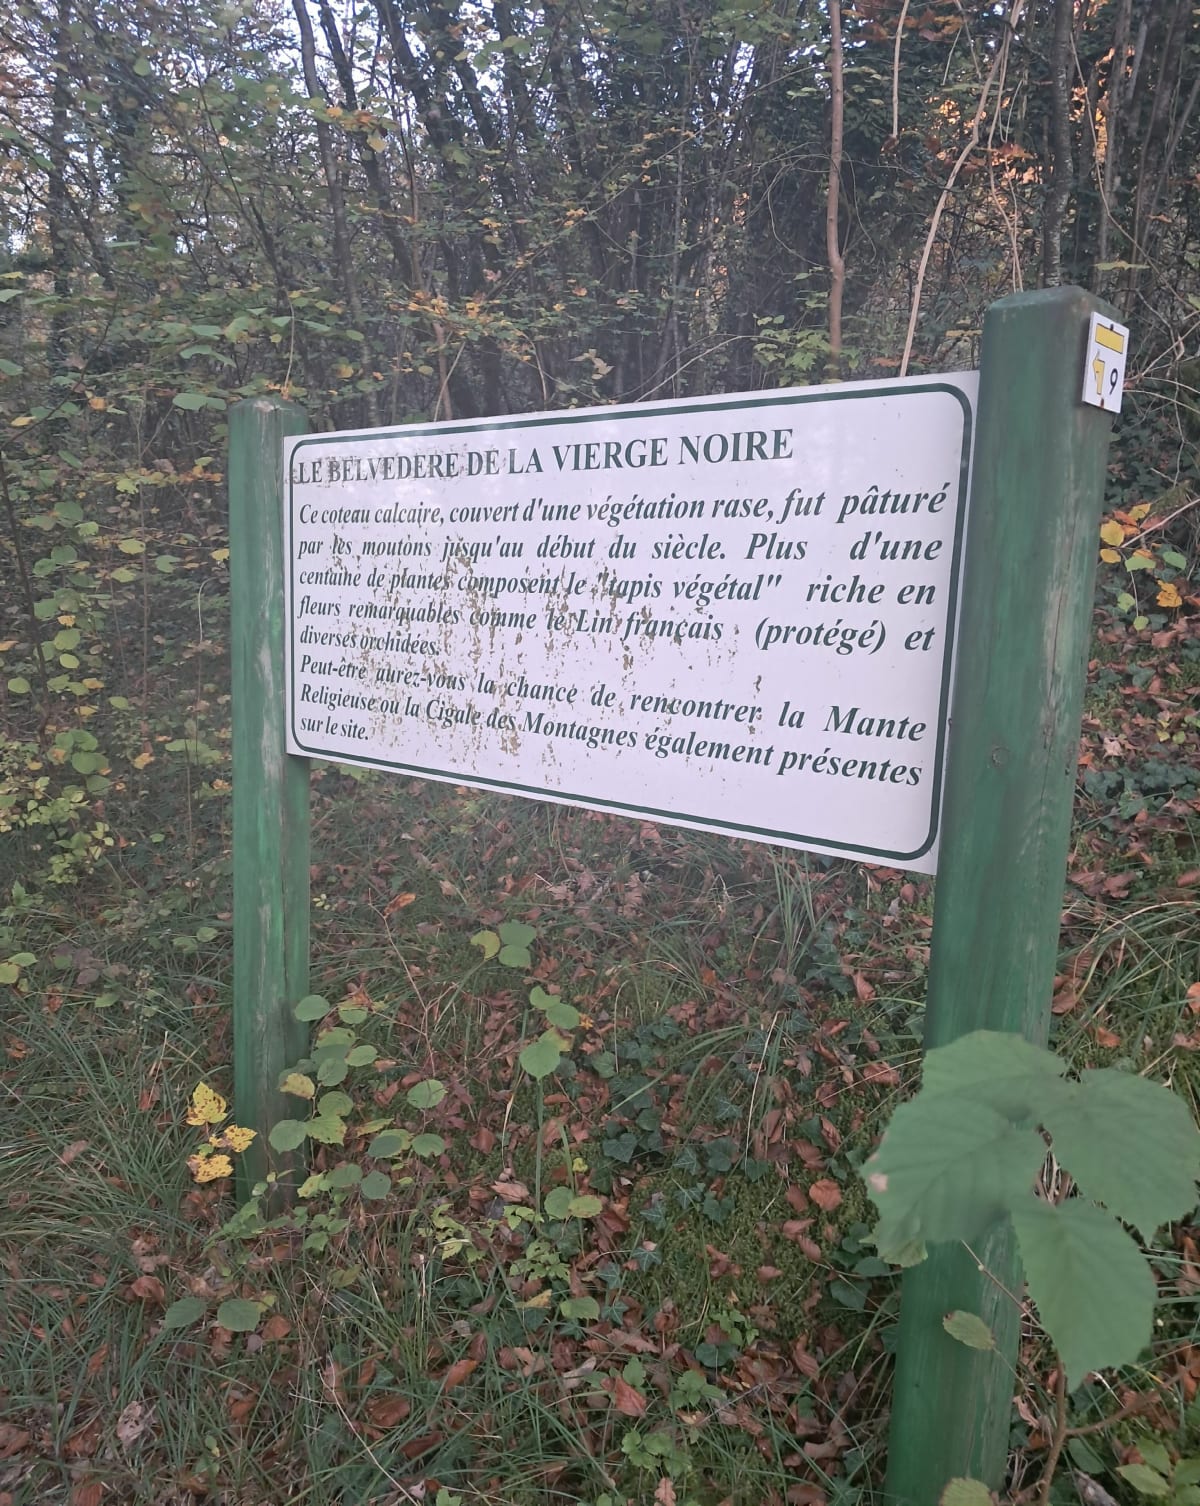 LE BELVEDERE DE LA VIERGE NOIRE
Ce coteau calcaire, couvert d'une végétation rase, fut pâturé
par les moutons jusqu'au début du siècle. Plus d'une
centaine de plantes composent le "tapis végétal" riche en
fleurs remarquables comme le Lin français (protégé) et
diverses orchidées.
Peut-être aurez-vous la chance de rencontrer la Mante
Religieuse ou la Cigale des Montagnes également présentes
sur le site.
9